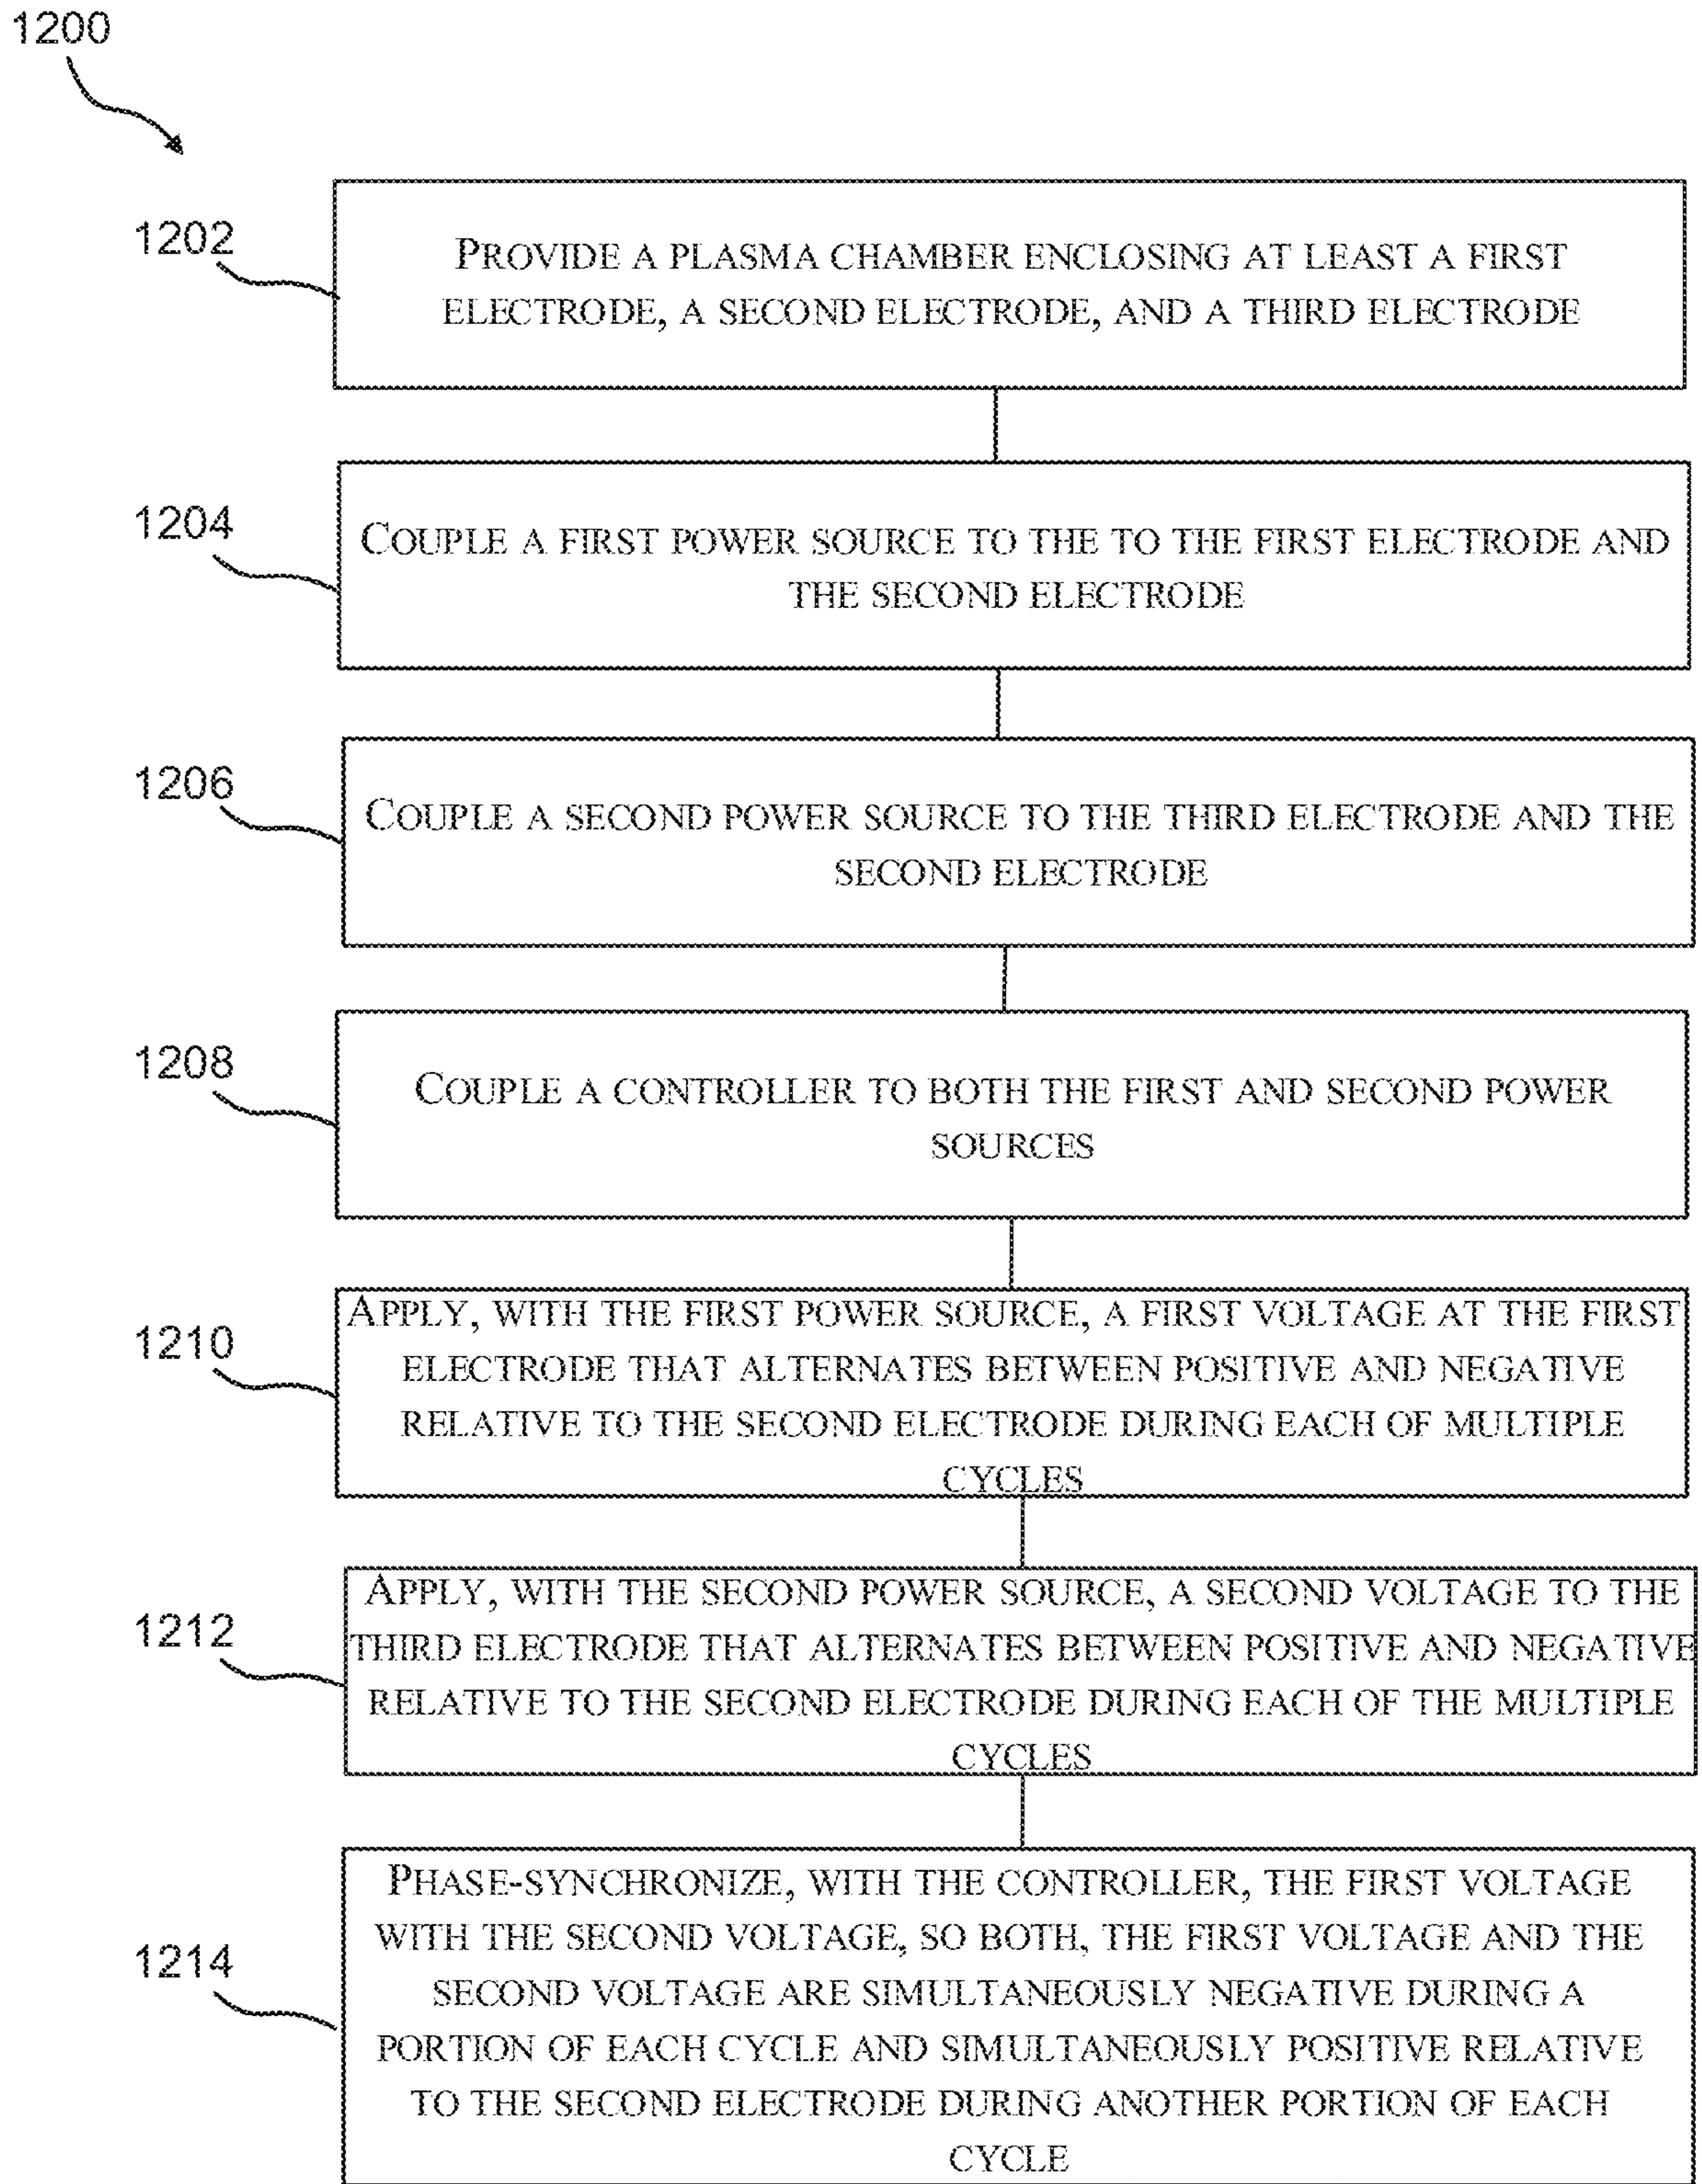 1200
1202
PROVIDE A PLASMA CHAMBER ENCLOSING AT LEAST A FIRST
ELECTRODE, A SECOND ELECTRODE, AND A THIRD ELECTRODE
1204
COUPLE A FIRST POWER SOURCE TO THE TO THE FIRST ELECTRODE AND
THE SECOND ELECTRODE
1206
COUPLE A SECOND POWER SOURCE TO THE THIRD ELECTRODE AND THE
SECOND ELECTRODE
1208
COUPLE A CONTROLLER TO BOTH THE FIRST AND SECOND POWER
SOURCES
1210
APPLY, WITH THE FIRST POWER SOURCE, A FIRST VOLTAGE AT THE FIRST
ELECTRODE THAT ALTERNATES BETWEEN POSITIVE AND NEGATIVE
RELATIVE TO THE SECOND ELECTRODE DURING EACH OF MULTIPLE
CYCLES
1212
APPLY, WITH THE SECOND POWER SOURCE, A SECOND VOLTAGE TO THE
THIRD ELECTRODE THAT ALTERNATES BETWEEN POSITIVE AND NEGATIVE
RELATIVE TO THE SECOND ELECTRODE DURING EACH OF THE MULTIPLE
CYCLES
1214
PHASE-SYNCHRONIZE, WITH THE CONTROLLER, THE FIRST VOLTAGE
WITH THE SECOND VOLTAGE, SO BOTH, THE FIRST VOLTAGE AND THE
SECOND VOLTAGE ARE SIMULTANEOUSLY NEGATIVE DURING A
PORTION OF EACH CYCLE AND SIMULTANEOUSLY POSITIVE RELATIVE
TO THE SECOND ELECTRODE DURING ANOTHER PORTION OF EACH
CYCLE